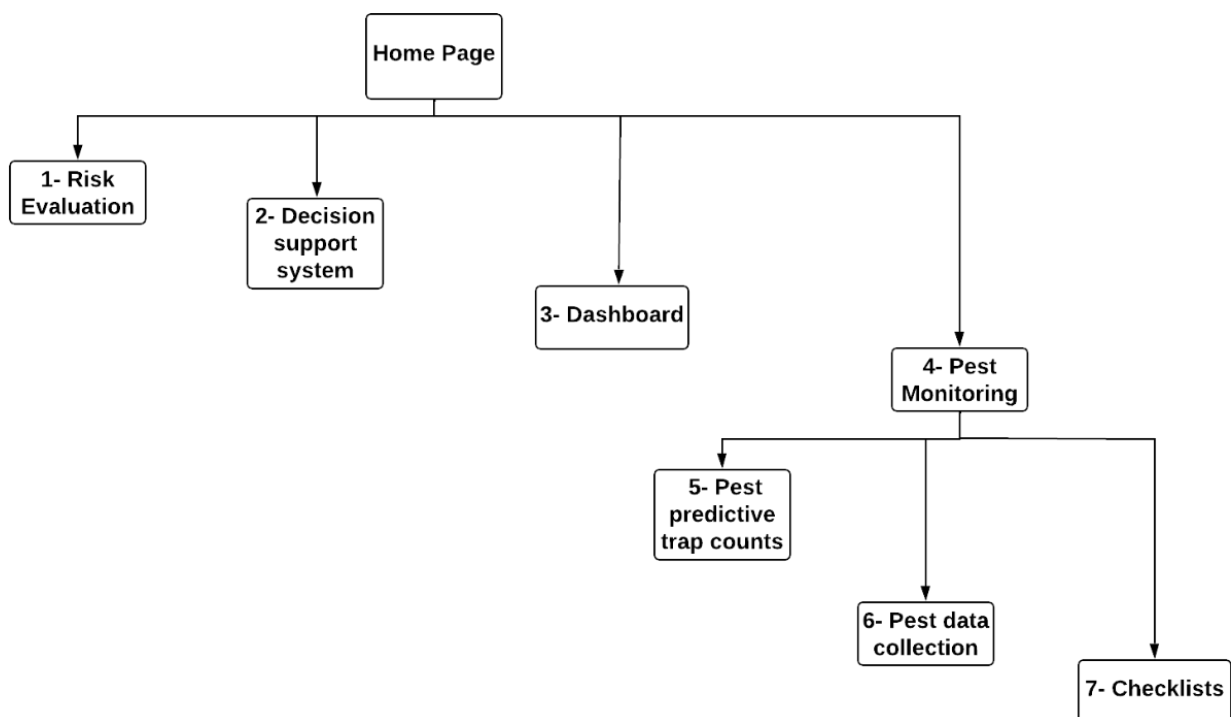 Home Page
1- Risk
Evaluation
2- Decision
support
system
3- Dashboard
4- Pest
Monitoring
5- Pest
predictive
trap counts
6- Pest data
collection
7- Checklists